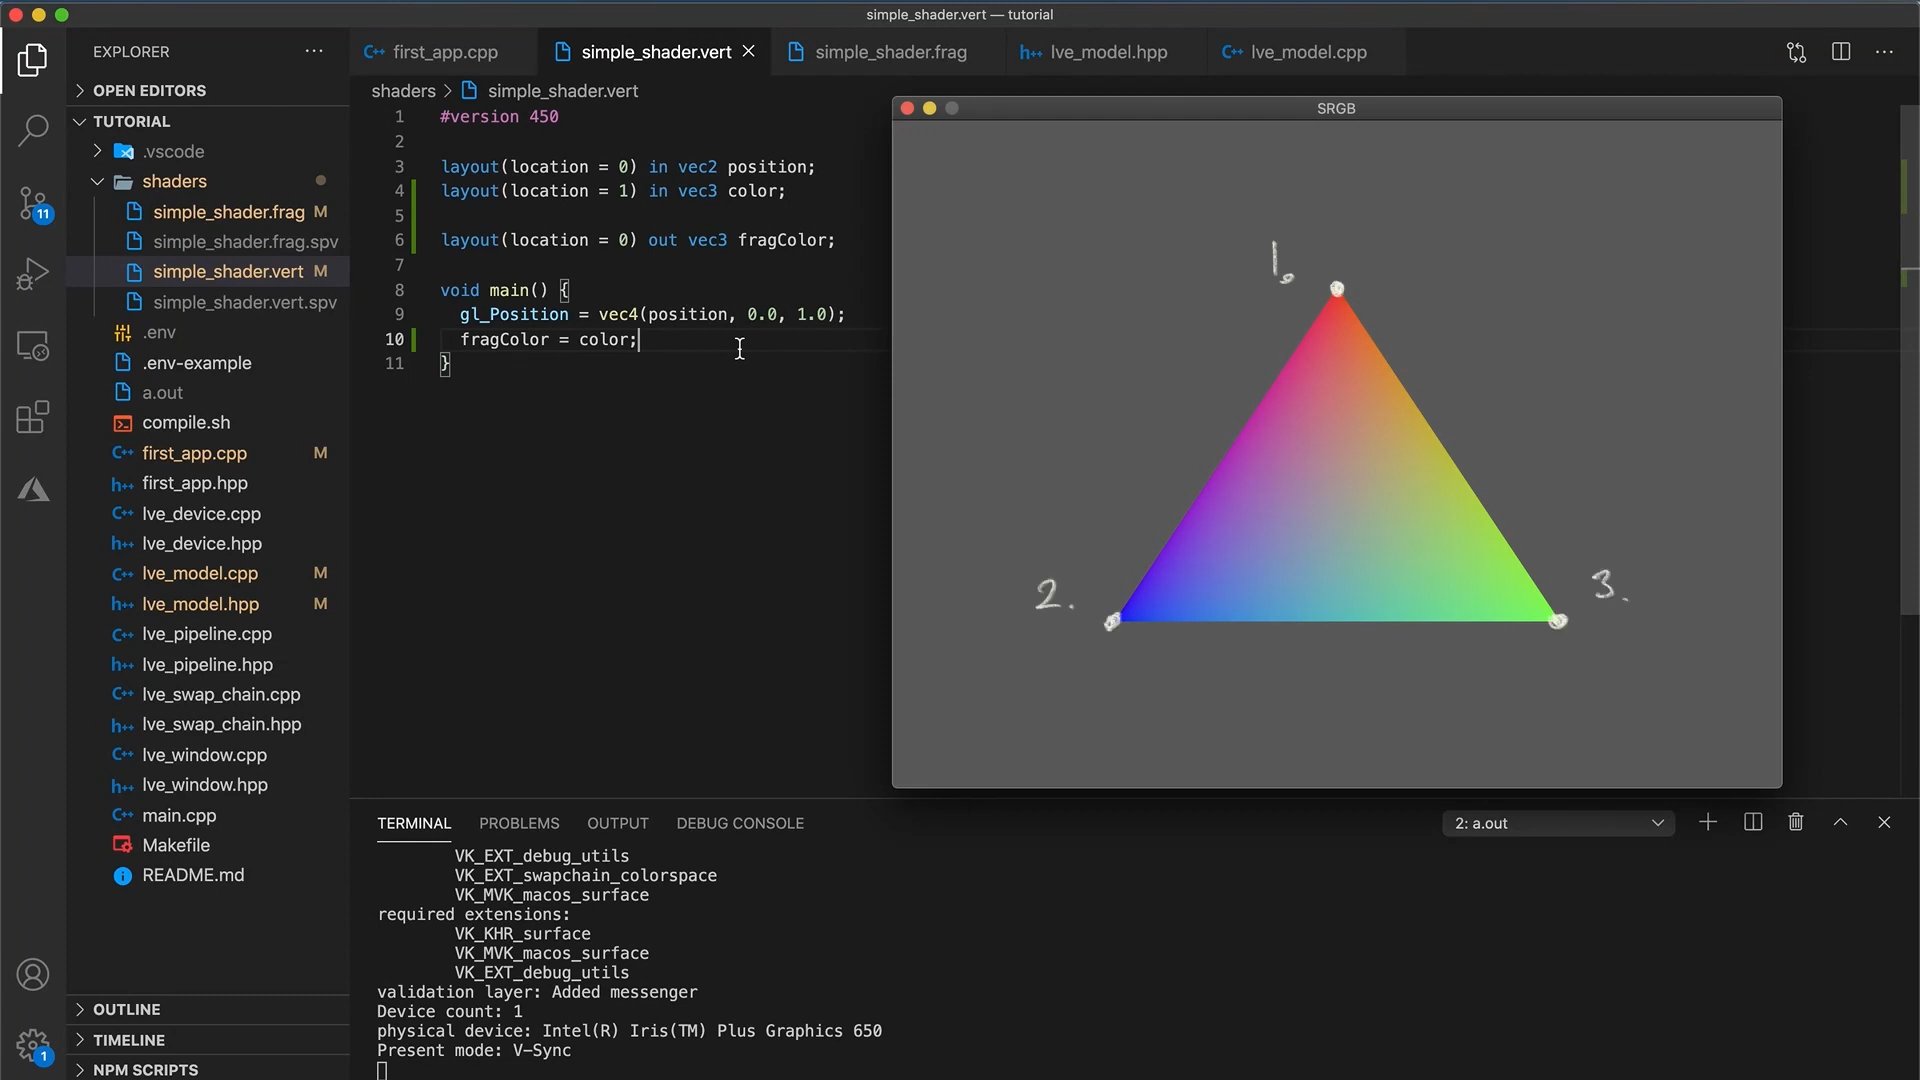 simple_shader.vert — tutorial
EXPLORER
first_app.cpp
simple_shader.vert
simple_shader.frag
lve_model.hpp
lve_model.cpp
OPEN EDITORS
TUTORIAL
.vscode
shaders
simple_shader.frag M
simple_shader.frag.spv
simple_shader.vert M
simple_shader.vert.spv
.env
.env-example
a.out
compile.sh
first_app.cpp M
first_app.hpp
lve_device.cpp
lve_device.hpp
lve_model.cpp M
lve_model.hpp M
lve_pipeline.cpp
lve_pipeline.hpp
lve_swap_chain.cpp
lve_swap_chain.hpp
lve_window.cpp
lve_window.hpp
main.cpp
Makefile
README.md
OUTLINE
TIMELINE
NPM SCRIPTS
11
1
shaders > simple_shader.vert
1 #version 450
2
3 layout(location = 0) in vec2 position;
4 layout(location = 1) in vec3 color;
5
6 layout(location = 0) out vec3 fragColor;
7
8 void main() {
9 gl_Position = vec4(position, 0.0, 1.0);
10 fragColor = color;
11 }
SRGB
1.
2.
3.
TERMINAL PROBLEMS OUTPUT DEBUG CONSOLE
2: a.out
VK_EXT_debug_utils
VK_EXT_swapchain_colorspace
VK_MVK_macos_surface
required extensions:
VK_KHR_surface
VK_MVK_macos_surface
VK_EXT_debug_utils
validation layer: Added messenger
Device count: 1
physical device: Intel(R) Iris(TM) Plus Graphics 650
Present mode: V-Sync